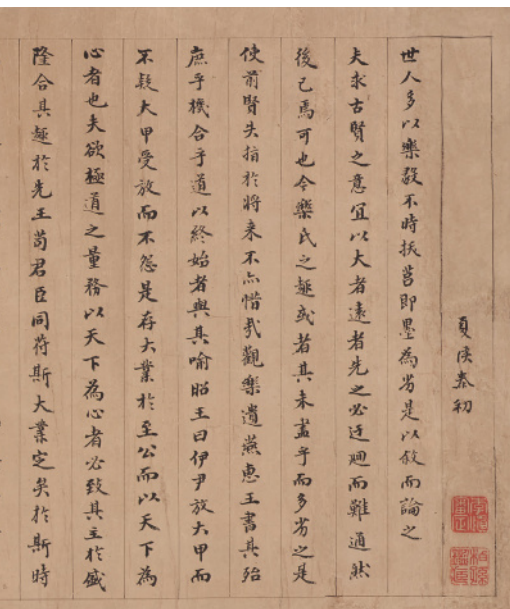 夏侯泰初
世人多以樂毅不時拔莒即墨為劣是以叙而論之
夫求古賢之意宜以大者遠者先之必迂迴而難通然
後已焉可也今樂氏之趣或者其未盡乎而多劣之是
使前賢失指於將来不亦惜哉觀樂遺燕惠王書其殆
庶乎機合乎道以終始者與其喻昭王曰伊尹放大甲而
不疑大甲受放而不怨是存大業於至公而以天下為
心者也夫欲極道之量務以天下為心者必致其主於盛
隆合其趣於先王苟君臣同符斯大業定矣於斯時